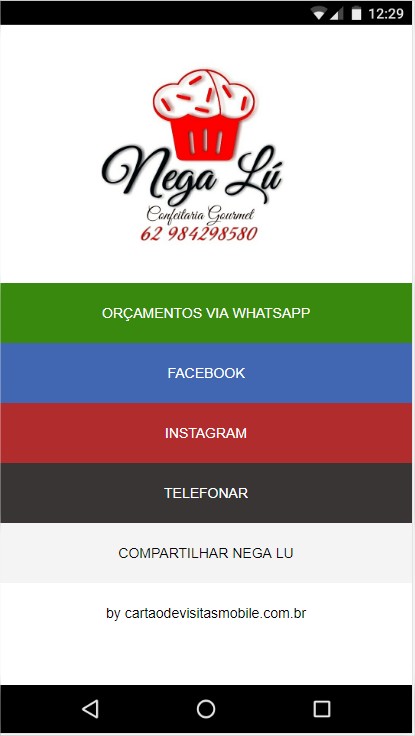 12:29
Nega Lú
Confeitaria Gourmet
62 984298580
ORÇAMENTOS VIA WHATSAPP
FACEBOOK
INSTAGRAM
TELEFONAR
COMPARTILHAR NEGA LU
by cartaodevisitasmobile.com.br